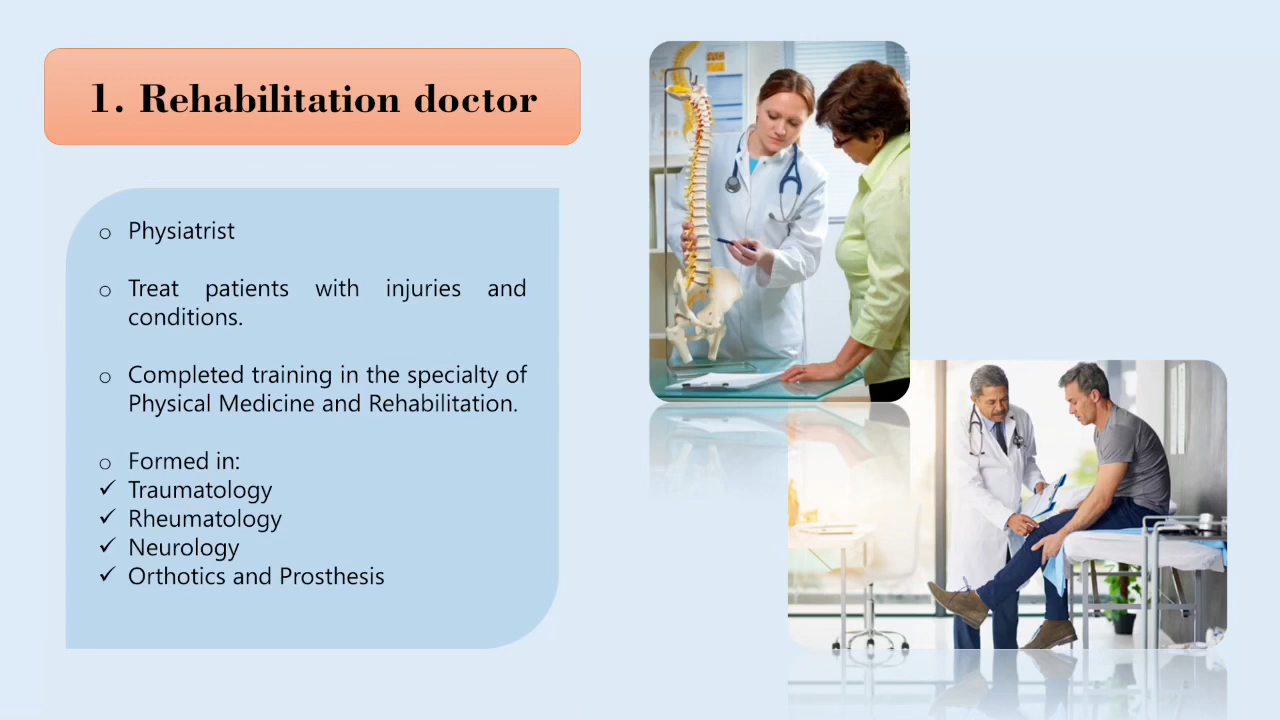 1. Rehabilitation doctor
o Physiatrist
o Treat patients with injuries and
conditions.
o Completed training in the specialty of
Physical Medicine and Rehabilitation.
o Formed in:
✓ Traumatology
✓ Rheumatology
✓ Neurology
✓ Orthotics and Prosthesis